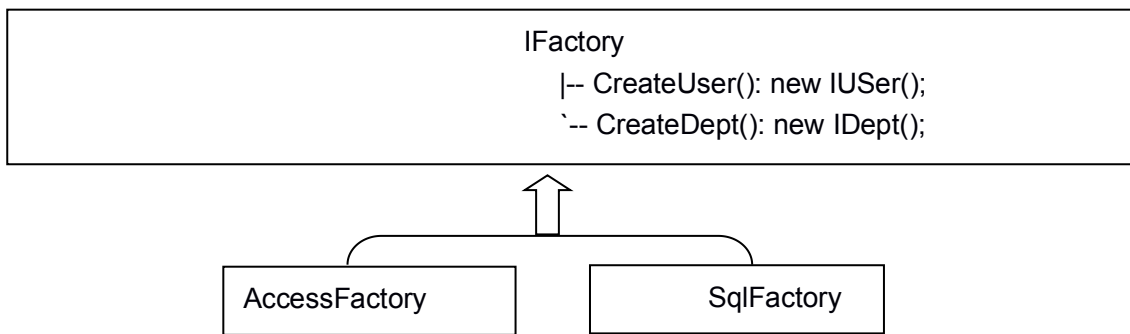 IFactory
|-- CreateUser(): new IUSer();
`-- CreateDept(): new IDept();
AccessFactory
SqlFactory